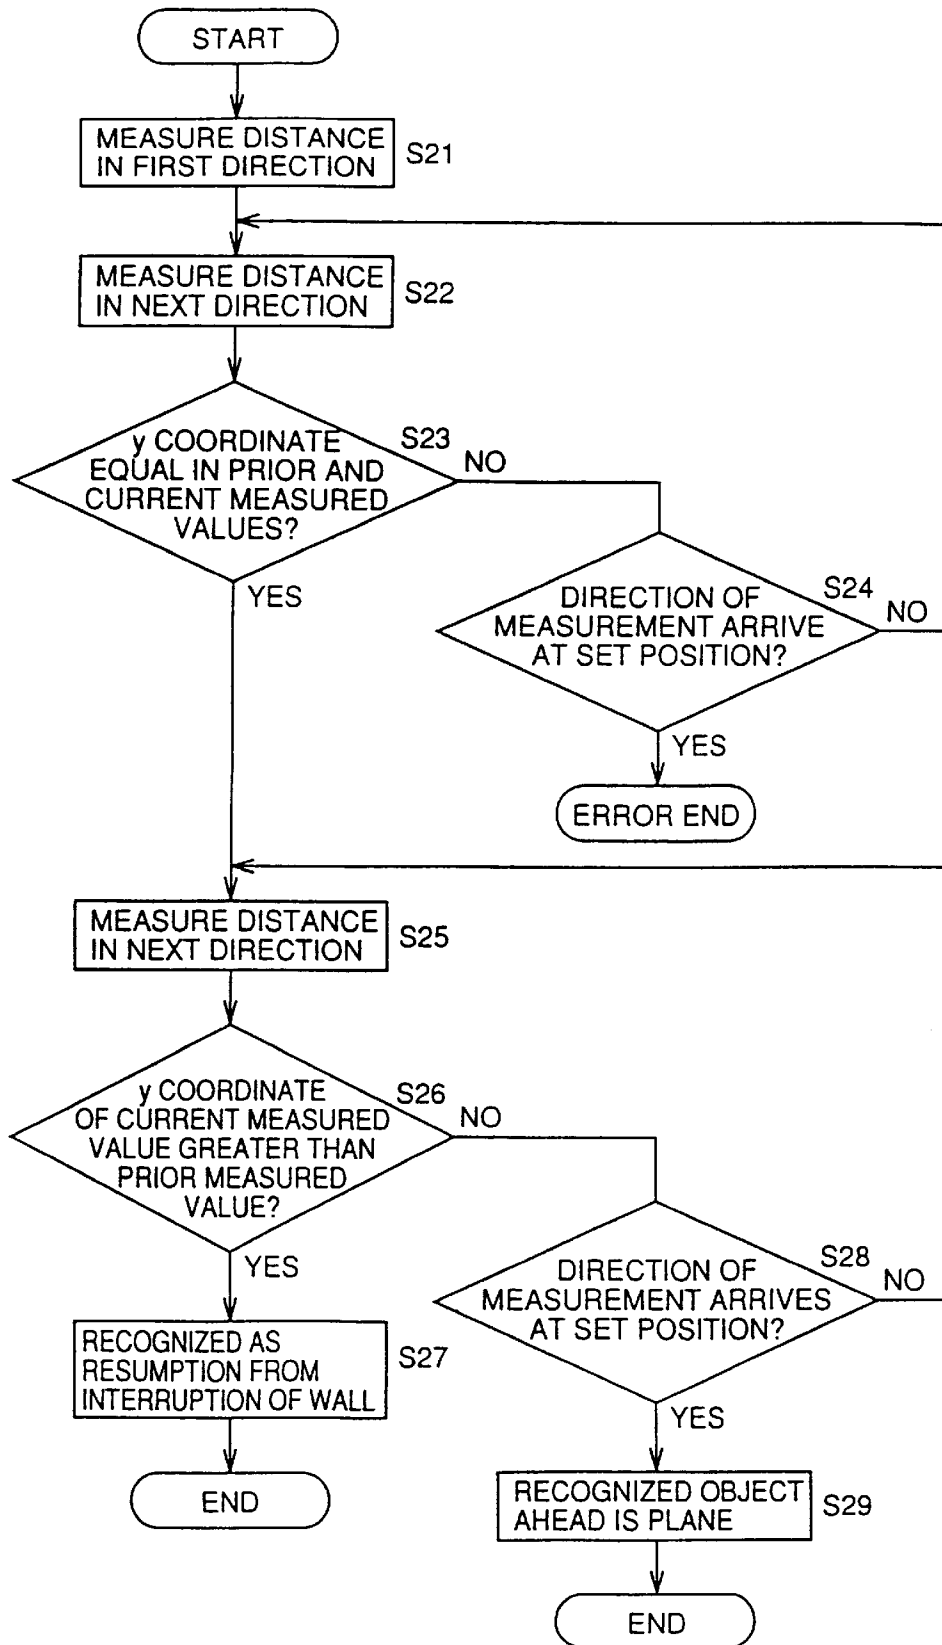 START
MEASURE DISTANCE
IN FIRST DIRECTION
S21
MEASURE DISTANCE
IN NEXT DIRECTION
S22
y COORDINATE
EQUAL IN PRIOR AND
CURRENT MEASURED
VALUES?
S23
NO
YES
DIRECTION OF
MEASUREMENT ARRIVE
AT SET POSITION?
S24
NO
YES
ERROR END
MEASURE DISTANCE
IN NEXT DIRECTION
S25
y COORDINATE
OF CURRENT MEASURED
VALUE GREATER THAN
PRIOR MEASURED
VALUE?
S26
NO
YES
RECOGNIZED AS
RESUMPTION FROM
INTERRUPTION OF WALL
S27
END
DIRECTION OF
MEASUREMENT ARRIVES
AT SET POSITION?
S28
NO
YES
RECOGNIZED OBJECT
AHEAD IS PLANE
S29
END